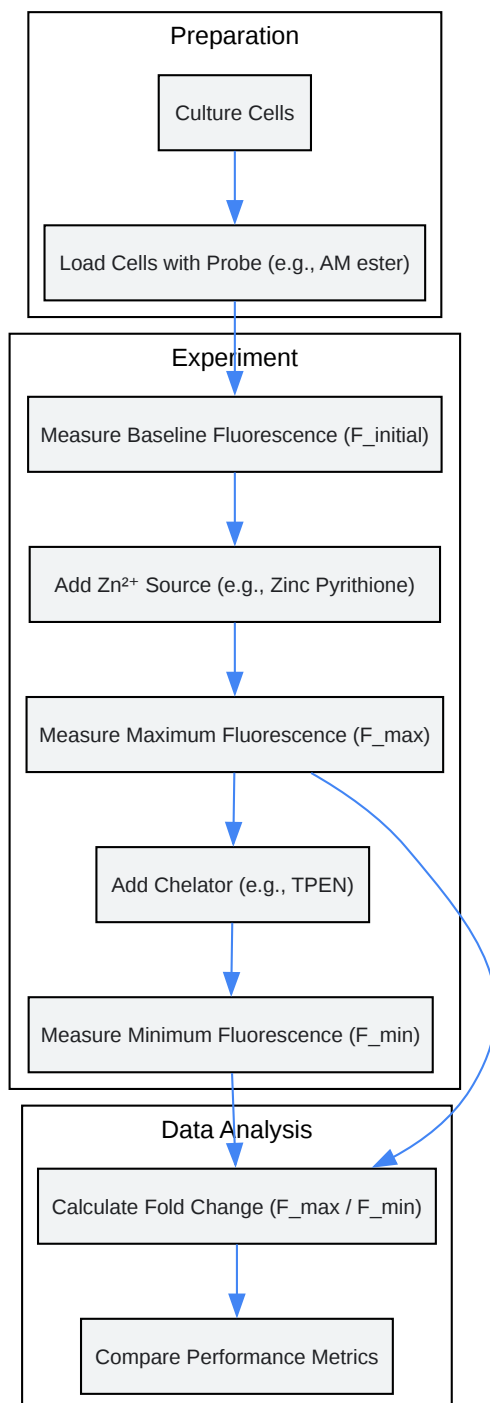 Preparation
Culture Cells
Load Cells with Probe (e.g., AM ester)
Experiment
Measure Baseline Fluorescence (F_initial)
Add Zn²⁺ Source (e.g., Zinc Pyrithione)
Measure Maximum Fluorescence (F_max)
Add Chelator (e.g., TPEN)
Measure Minimum Fluorescence (F_min)
Data Analysis
Calculate Fold Change (F_max / F_min)
Compare Performance Metrics